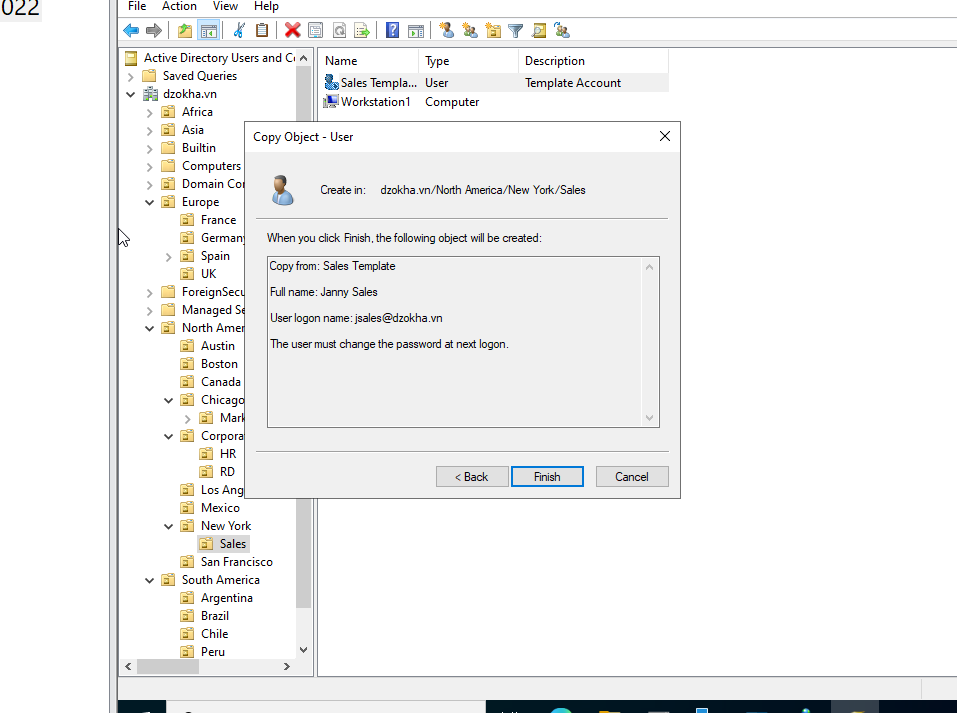 022
File Action View Help
Active Directory Users and Co
Saved Queries
dzokha.vn
Africa
Asia
Builtin
Computers
Domain Cor
Europe
France
Germany
Spain
UK
ForeignSecu
Managed Se
North Amer
Austin
Boston
Canada
Chicago
Mark
Corpora
HR
RD
Los Ang
Mexico
New York
Sales
San Francisco
South America
Argentina
Brazil
Chile
Peru
Name Type Description
Sales Templa... User Template Account
Workstation1 Computer
Copy Object - User
Create in: dzokha.vn/North America/New York/Sales
When you click Finish, the following object will be created:
Copy from: Sales Template
Full name: Janny Sales
User logon name: jsales@dzokha.vn
The user must change the password at next logon.
< Back Finish Cancel